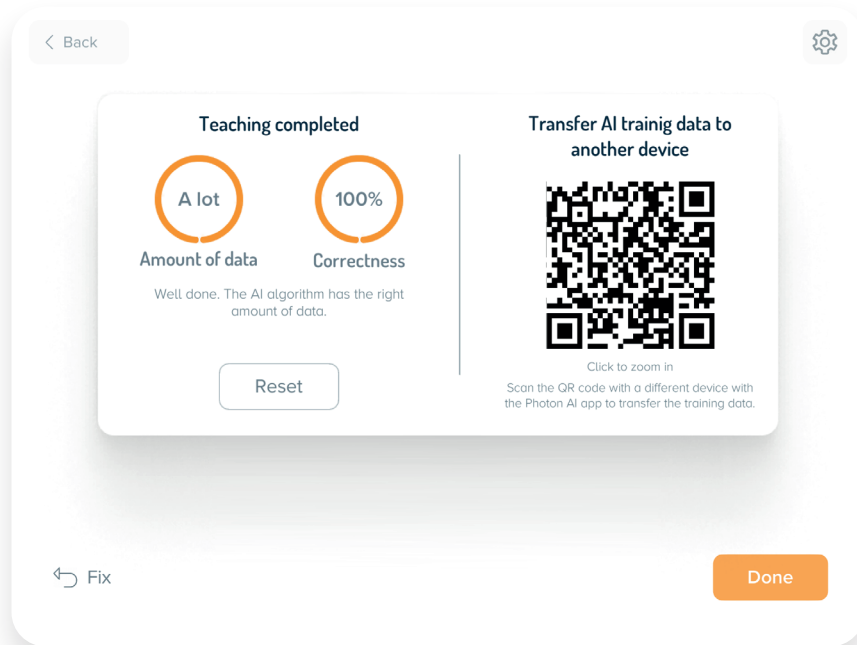 Back
Teaching completed
A lot
100%
Amount of data
Correctness
Well done. The AI algorithm has the right
amount of data.
Reset
Transfer AI trainig data to
another device
Click to zoom in
Scan the QR code with a different device with
the Photon AI app to transfer the training data.
Fix
Done